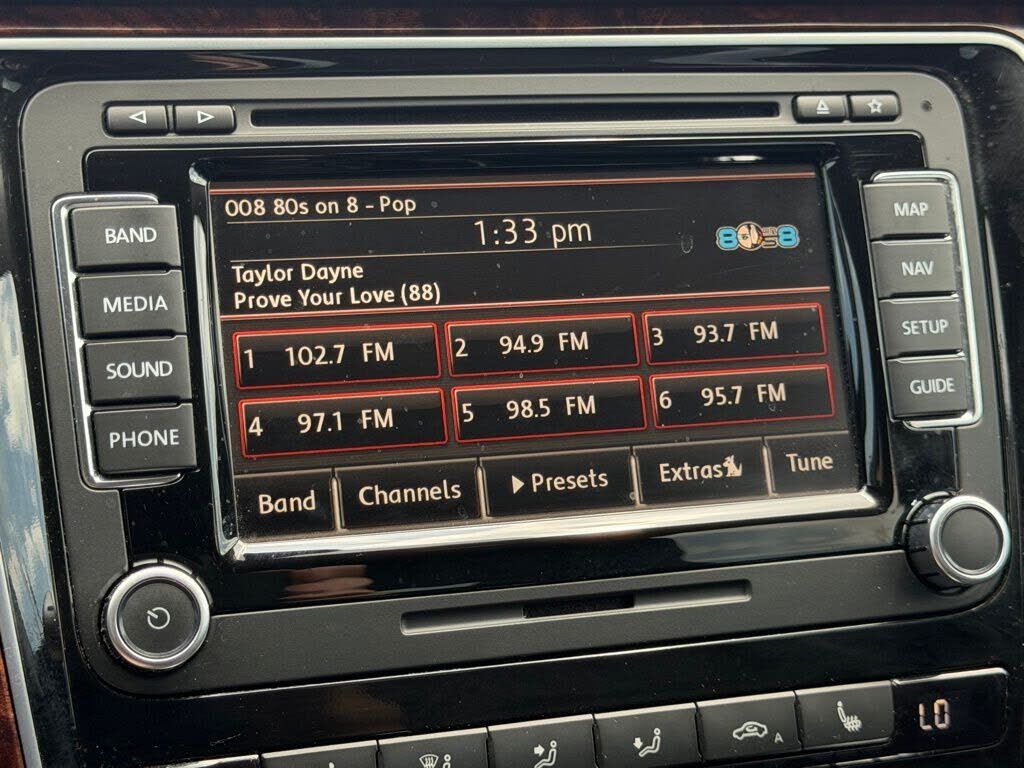 BAND
MEDIA
SOUND
PHONE
008 80s on 8 - Pop
1:33 pm
8 8
Taylor Dayne
Prove Your Love (88)
1 102.7 FM
2 94.9 FM
3 93.7 FM
4 97.1 FM
5 98.5 FM
6 95.7 FM
Band
Channels
Presets
Extras
Tune
MAP
NAV
SETUP
GUIDE
A
LO